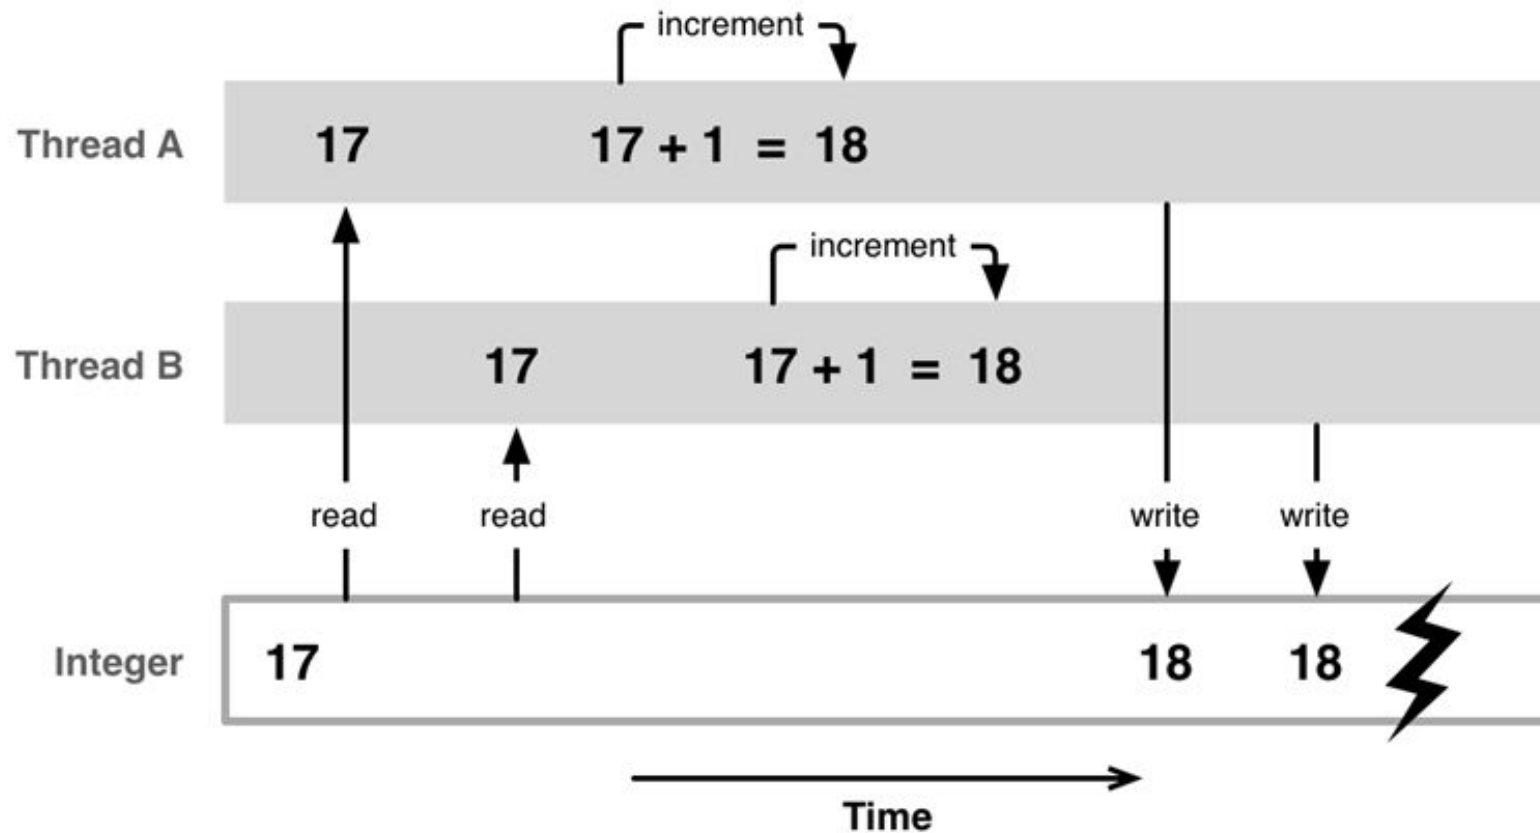 increment
Thread A 17 17 + 1 = 18
increment
Thread B 17 17 + 1 = 18
read read write write
Integer 17 18 18
Time